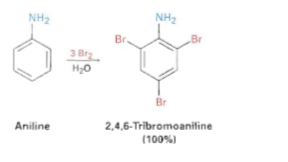 NH₂
NH₂
Br
Br
3 Br₂
H₂O
Br
Aniline
2,4,6-Tribromoaniline
(100%)